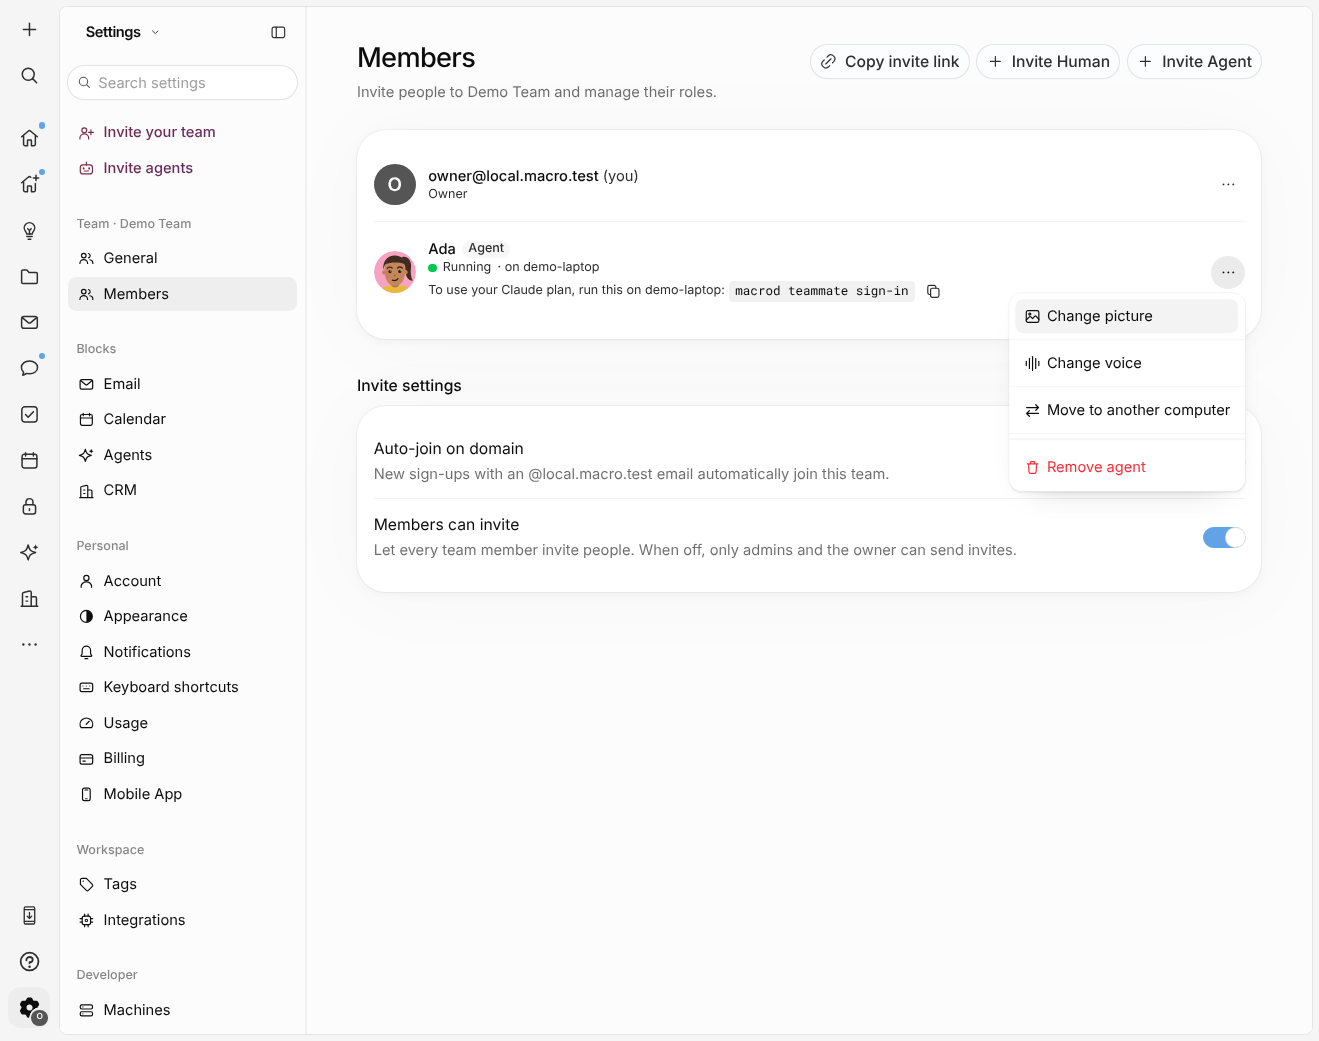 Settings
Search settings
Invite your team
Invite agents
Team · Demo Team
General
Members
Blocks
Email
Calendar
Agents
CRM
Personal
Account
Appearance
Notifications
Keyboard shortcuts
Usage
Billing
Mobile App
Workspace
Tags
Integrations
Developer
Machines
O
Members
Copy invite link
Invite Human
Invite Agent
Invite people to Demo Team and manage their roles.
O
owner@local.macro.test (you)
Owner
Ada Agent
Running · on demo-laptop
To use your Claude plan, run this on demo-laptop: macrod teammate sign-in
Change picture
Change voice
Move to another computer
Remove agent
Invite settings
Auto-join on domain
New sign-ups with an @local.macro.test email automatically join this team.
Members can invite
Let every team member invite people. When off, only admins and the owner can send invites.